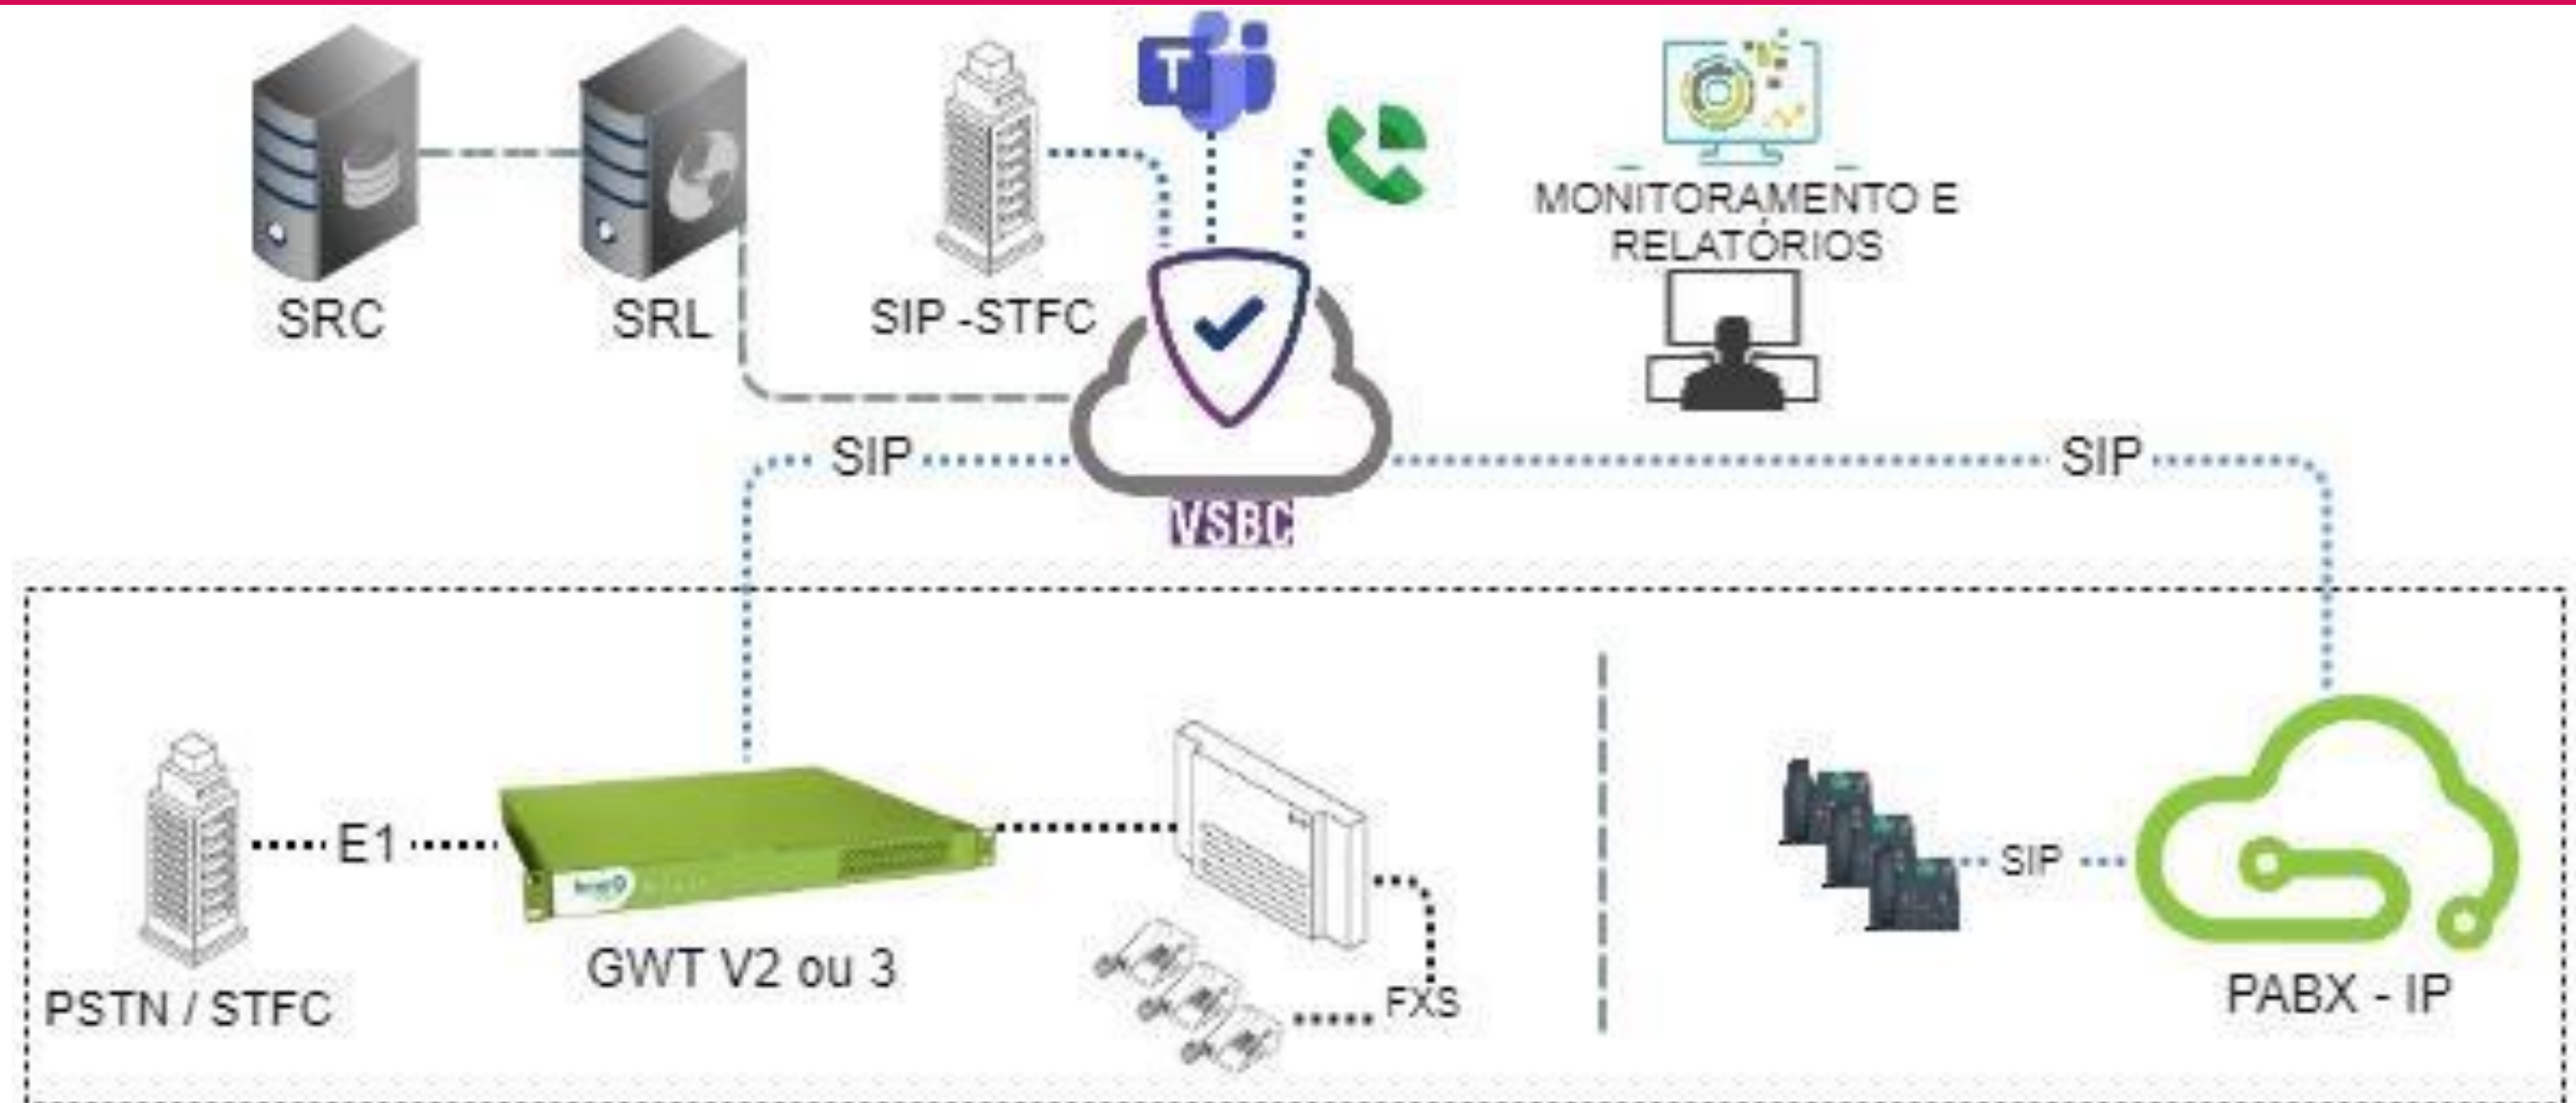 SRC
SRL
SIP -STFC
MONITORAMENTO E
RELATÓRIOS
SIP
SIP
VSBC
E1
SIP
GWT V2 ou 3
FXS
PSTN / STFC
PABX - IP